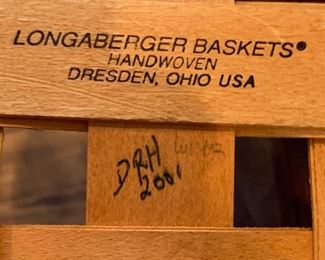 LONGABERGER BASKETS®
HANDWOVEN
DRESDEN, OHIO USA
DRH
2001